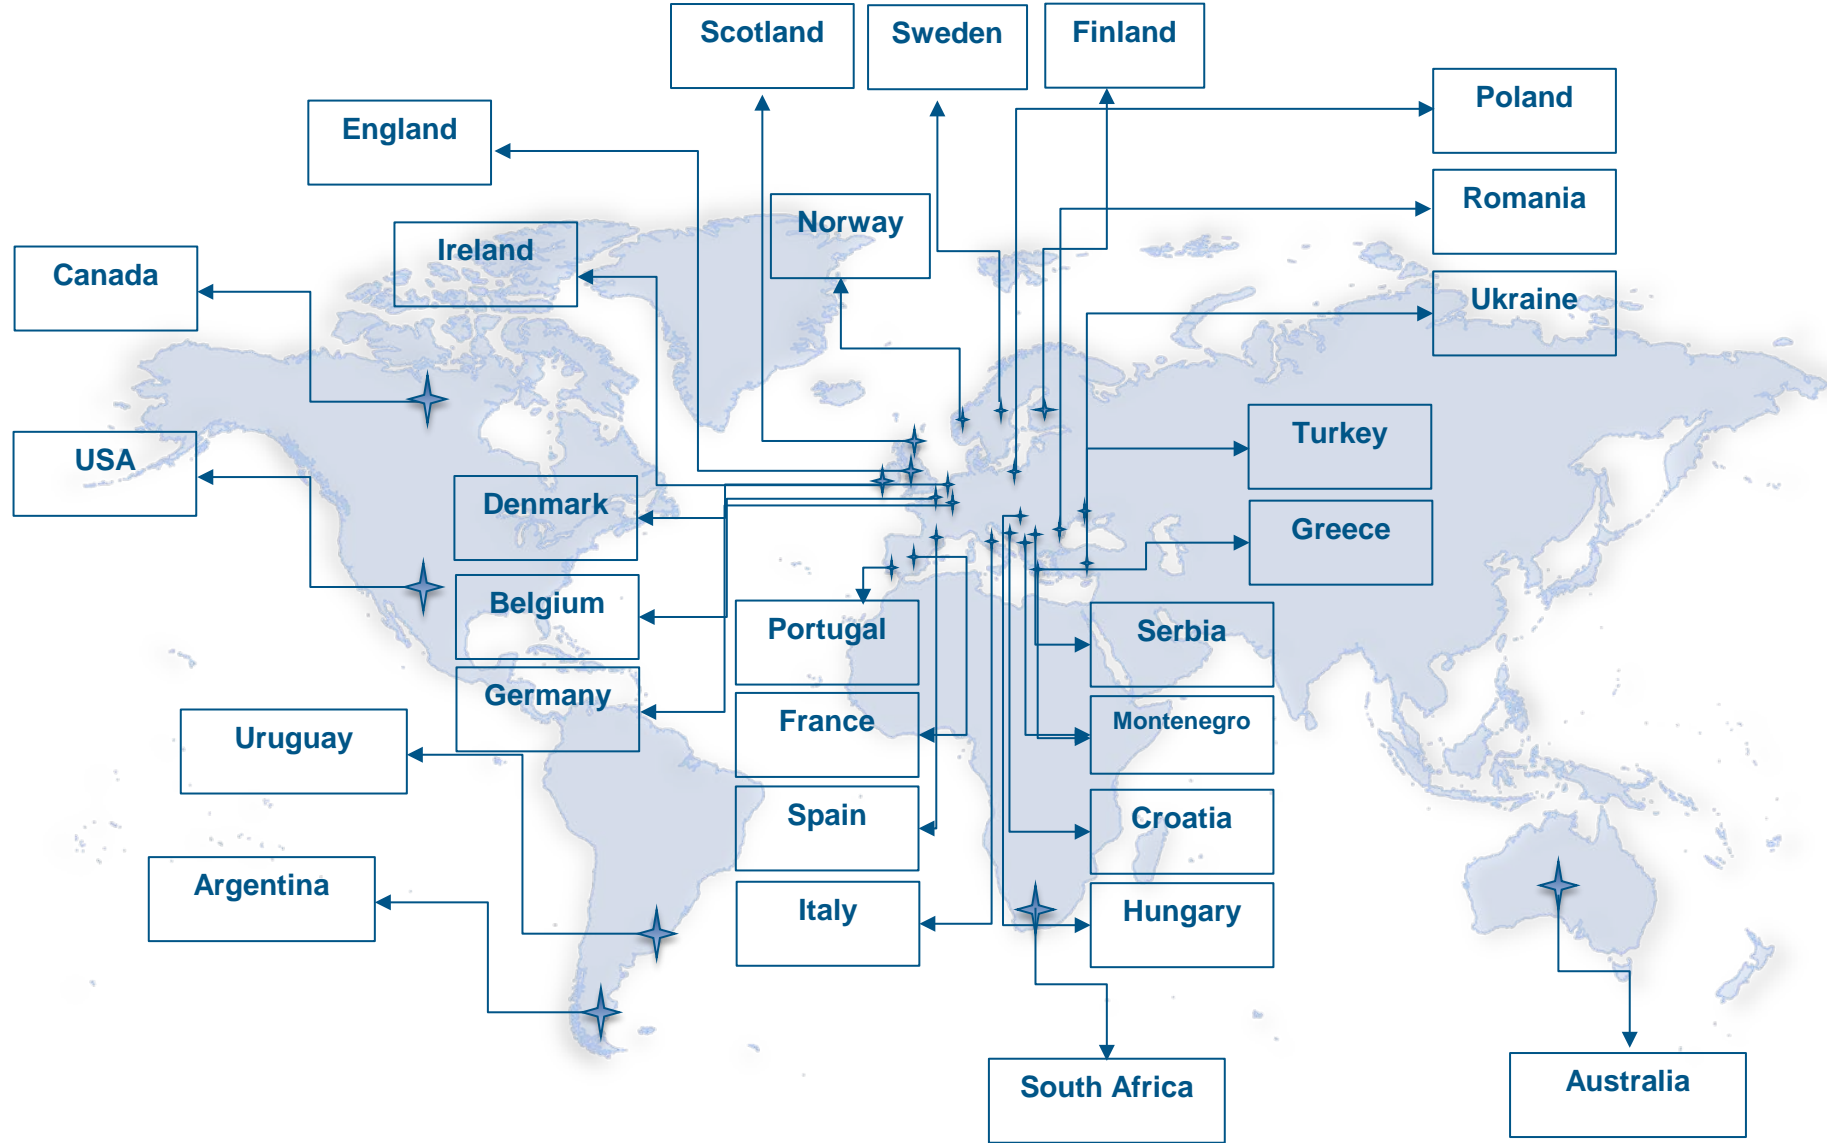 Scotland
Sweden
Finland
Poland
England
Romania
Norway
Ireland
Canada
Ukraine
Turkey
USA
Denmark
Greece
Belgium
Portugal
Serbia
Germany
France
Montenegro
Uruguay
Spain
Croatia
Argentina
Italy
Hungary
South Africa
Australia